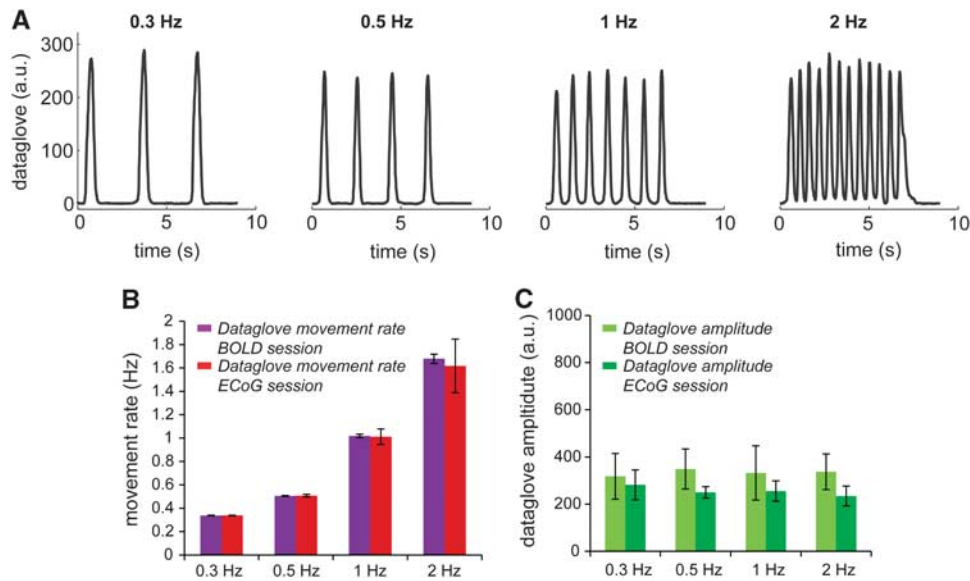 A
0.3 Hz
0.5 Hz
1 Hz
2 Hz
dataglove (a.u.)
300
200
100
0
0 5 10
0 5 10
0 5 10
0 5 10
time (s)
time (s)
time (s)
time (s)
B
Dataglove movement rate
BOLD session
Dataglove movement rate
ECoG session
movement rate (Hz)
2
1.8
1.6
1.4
1.2
1
0.8
0.6
0.4
0.2
0
0.3 Hz
0.5 Hz
1 Hz
2 Hz
C
Dataglove amplitude
BOLD session
Dataglove amplitude
ECoG session
dataglove ampltidute (a.u.)
1000
800
600
400
200
0
0.3 Hz
0.5 Hz
1 Hz
2 Hz